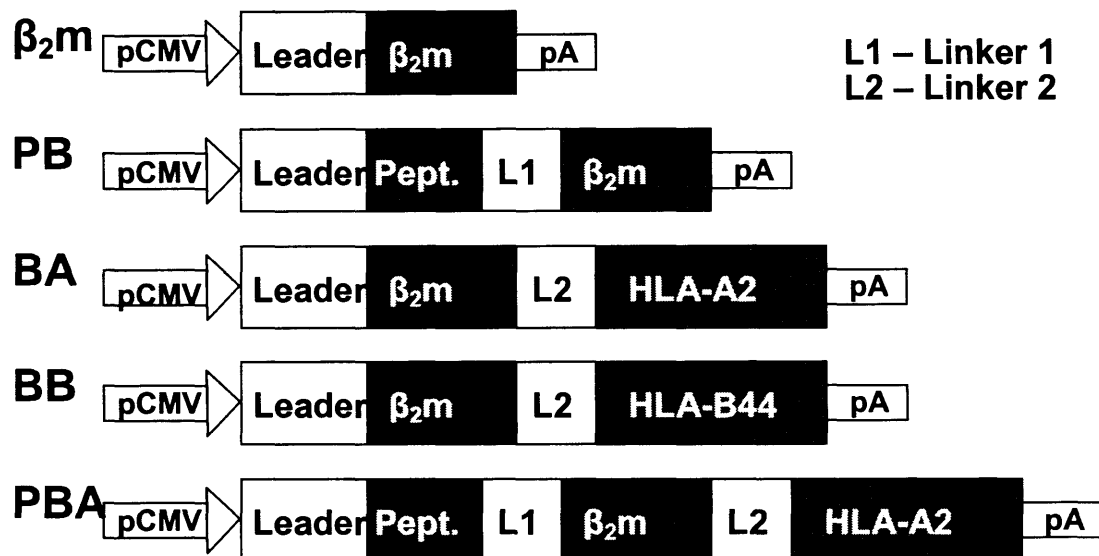 β₂m pCMV Leader β₂m pA
L1 – Linker 1
L2 – Linker 2
PB pCMV Leader Pept. L1 β₂m pA
BA pCMV Leader β₂m L2 HLA-A2 pA
BB pCMV Leader β₂m L2 HLA-B44 pA
PBA pCMV Leader Pept. L1 β₂m L2 HLA-A2 pA